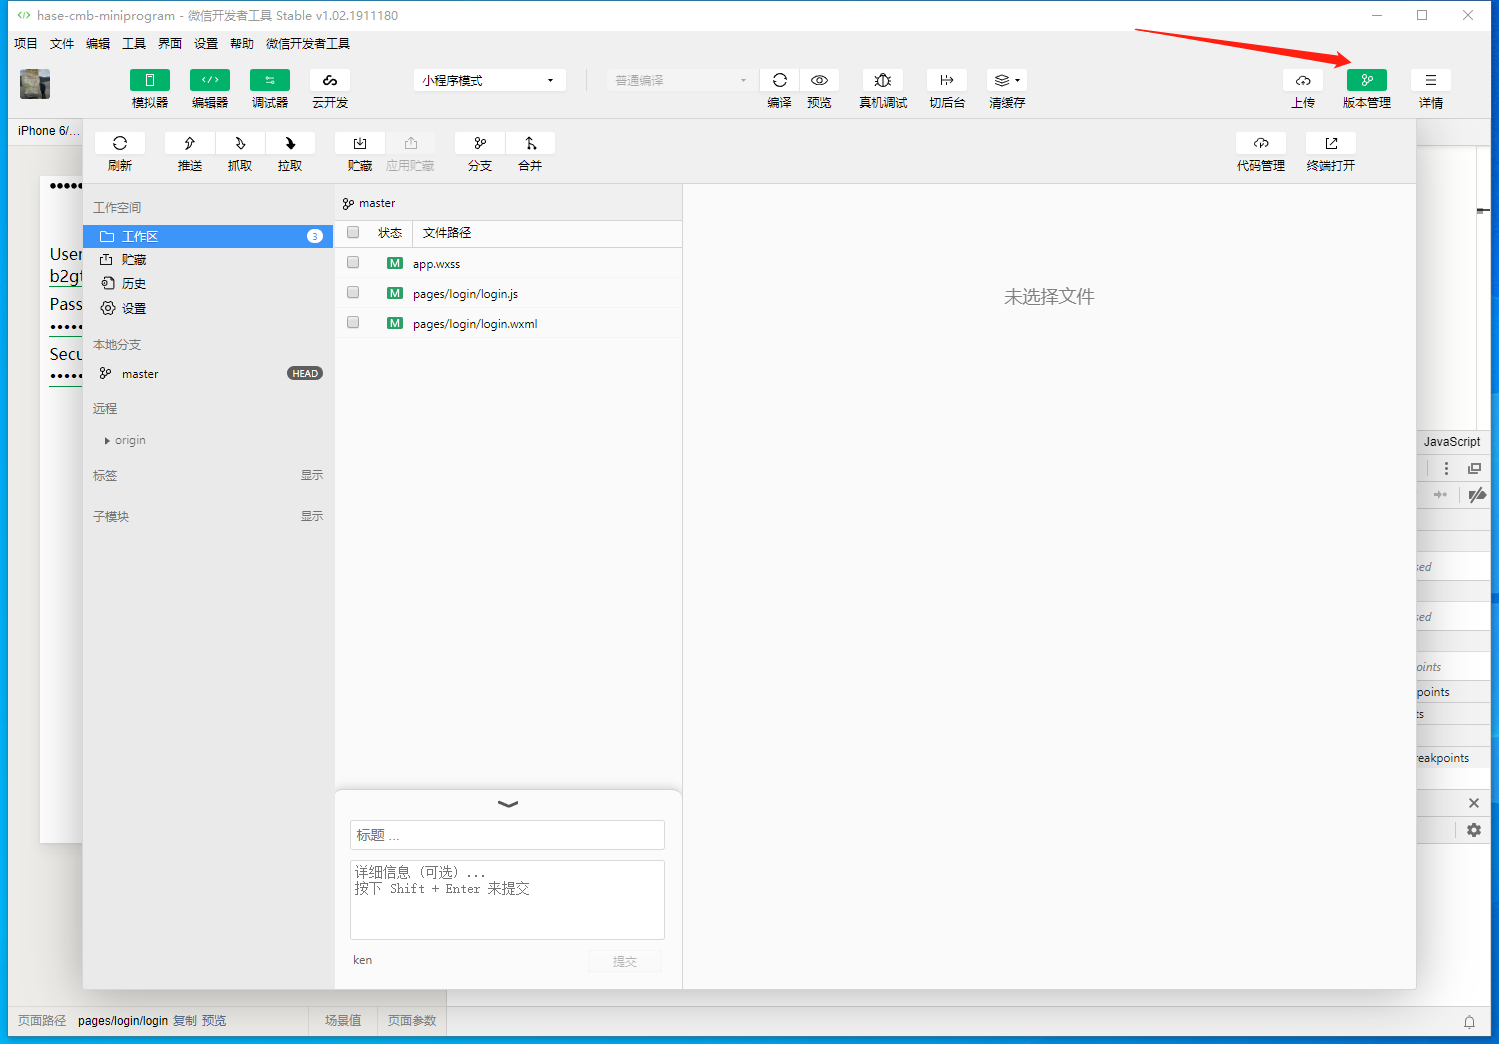 hase-cmb-miniprogram - 微信开发者工具 Stable v1.02.1911180
项目 文件 编辑 工具 界面 设置 帮助 微信开发者工具
小程序模式
普通编译
模拟器 编辑器 调试器 云开发
编译 预览 真机调试 切后台 清缓存
上传 版本管理 详情
iPhone 6/...
刷新 推送 抓取 拉取 贮藏 应用贮藏 分支 合并 代码管理 终端打开
工作空间
工作区 3
贮藏
历史
设置
本地分支
master HEAD
远程
origin
标签 显示
子模块 显示
master
状态 文件路径
M app.wxss
M pages/login/login.js
M pages/login/login.wxml
未选择文件
标题 ...
详细信息 (可选) ...
按下 Shift + Enter 来提交
ken 提交
User
Pass
Secu
JavaScript
sed
sed
oints
points
ts
reakpoints
页面路径 pages/login/login 复制 预览 场景值 页面参数